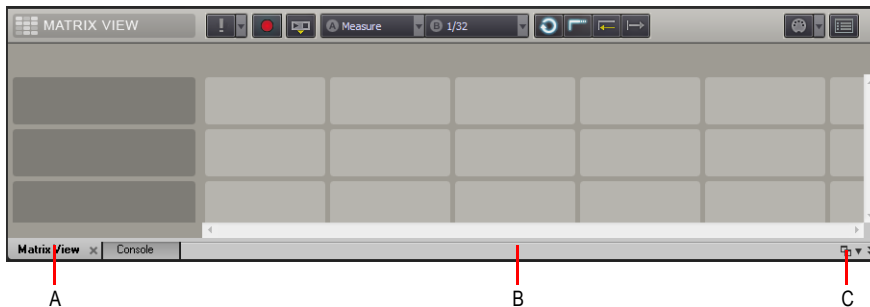 MATRIX VIEW
A Measure
B 1/32
Matrix View
Console
A
B
C